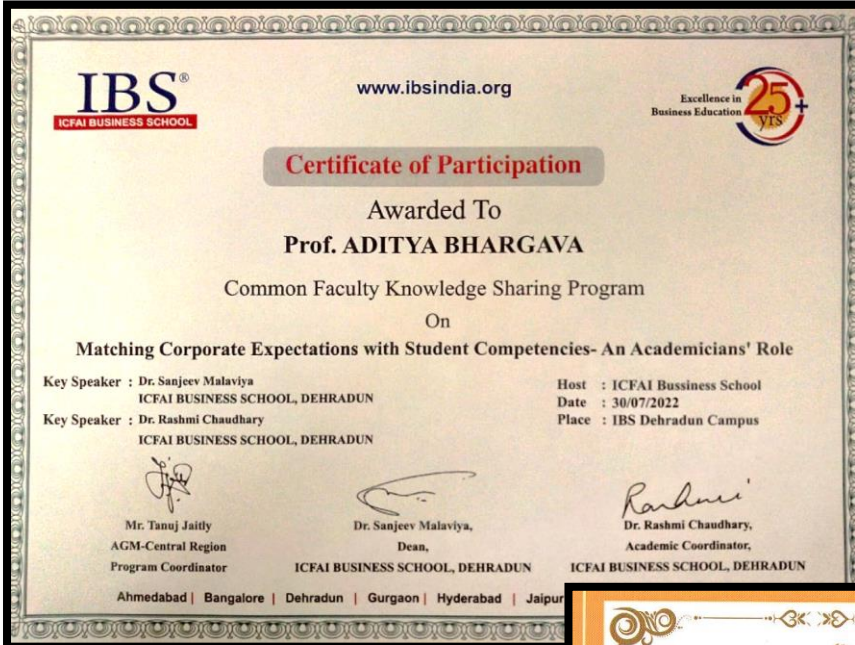 IBS®
ICFAI BUSINESS SCHOOL
www.ibsindia.org
Excellence in
Business Education
25+
yrs
Certificate of Participation
Awarded To
Prof. ADITYA BHARGAVA
Common Faculty Knowledge Sharing Program
On
Matching Corporate Expectations with Student Competencies- An Academicians' Role
Key Speaker : Dr. Sanjeev Malaviya
ICFAI BUSINESS SCHOOL, DEHRADUN
Key Speaker : Dr. Rashmi Chaudhary
ICFAI BUSINESS SCHOOL, DEHRADUN
Host : ICFAI Bussiness School
Date : 30/07/2022
Place : IBS Dehradun Campus
Mr. Tanuj Jaitly
AGM-Central Region
Program Coordinator
Dr. Sanjeev Malaviya,
Dean,
ICFAI BUSINESS SCHOOL, DEHRADUN
Dr. Rashmi Chaudhary,
Academic Coordinator,
ICFAI BUSINESS SCHOOL, DEHRADUN
Ahmedabad | Bangalore | Dehradun | Gurgaon | Hyderabad | Jaipur